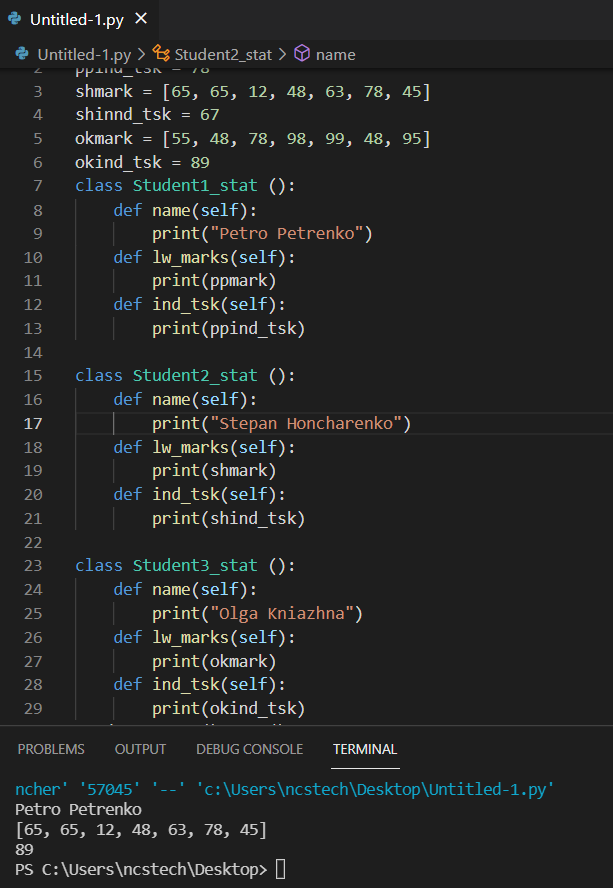 Untitled-1.py ×
Untitled-1.py > Student2_stat > name
2 ppind_tsk = 78
3 shmark = [65, 65, 12, 48, 63, 78, 45]
4 shinnd_tsk = 67
5 okmark = [55, 48, 78, 98, 99, 48, 95]
6 okind_tsk = 89
7 class Student1_stat ():
8 def name(self):
9 print("Petro Petrenko")
10 def lw_marks(self):
11 print(ppmark)
12 def ind_tsk(self):
13 print(ppind_tsk)
14
15 class Student2_stat ():
16 def name(self):
17 print("Stepan Honcharenko")
18 def lw_marks(self):
19 print(shmark)
20 def ind_tsk(self):
21 print(shind_tsk)
22
23 class Student3_stat ():
24 def name(self):
25 print("Olga Kniazhna")
26 def lw_marks(self):
27 print(okmark)
28 def ind_tsk(self):
29 print(okind_tsk)
PROBLEMS OUTPUT DEBUG CONSOLE TERMINAL
ncher' '57045' '--' 'c:\Users\ncstech\Desktop\Untitled-1.py'
Petro Petrenko
[65, 65, 12, 48, 63, 78, 45]
89
PS C:\Users\ncstech\Desktop>